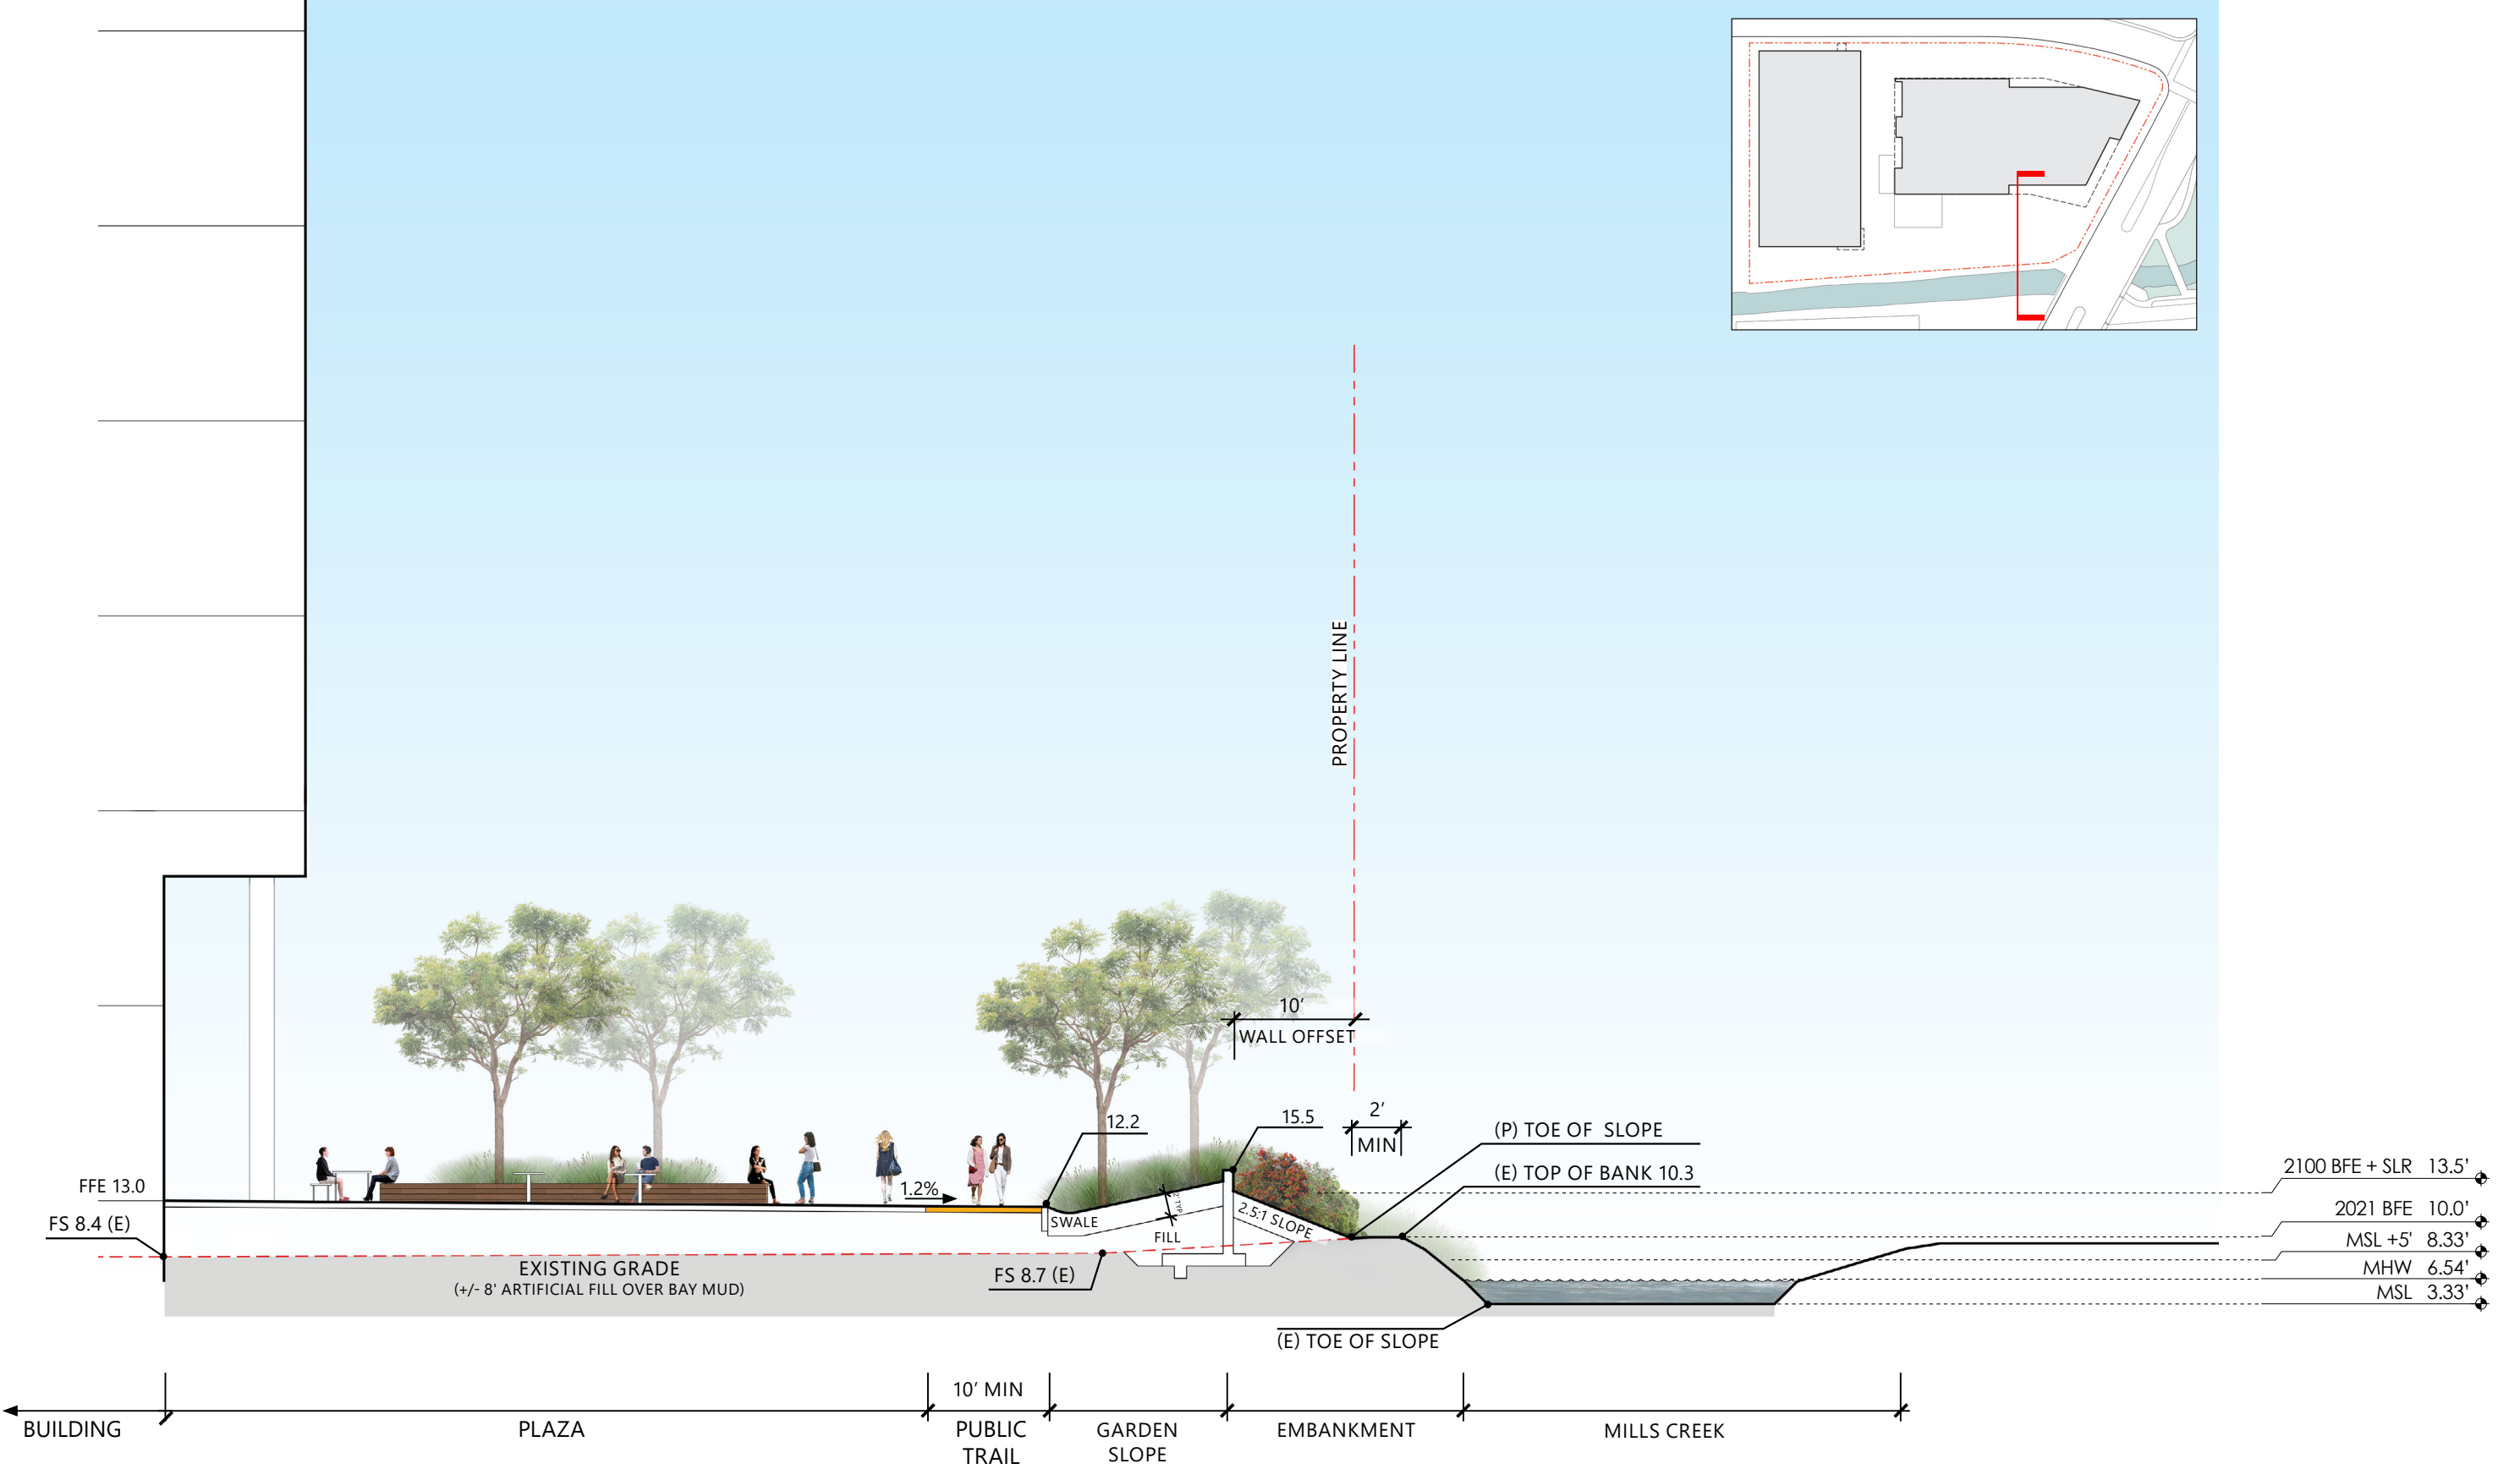 PROPERTY LINE
10'
WALL OFFSET
2'
MIN
12.2
15.5
(P) TOE OF SLOPE
(E) TOP OF BANK 10.3
2100 BFE + SLR 13.5'
2021 BFE 10.0'
MSL +5' 8.33'
MHW 6.54'
MSL 3.33'
FFE 13.0
FS 8.4 (E)
1.2%
SWALE
2' TYP
FILL
2.5:1 SLOPE
EXISTING GRADE
(+/- 8' ARTIFICIAL FILL OVER BAY MUD)
FS 8.7 (E)
(E) TOE OF SLOPE
BUILDING
PLAZA
10' MIN
PUBLIC
TRAIL
GARDEN
SLOPE
EMBANKMENT
MILLS CREEK